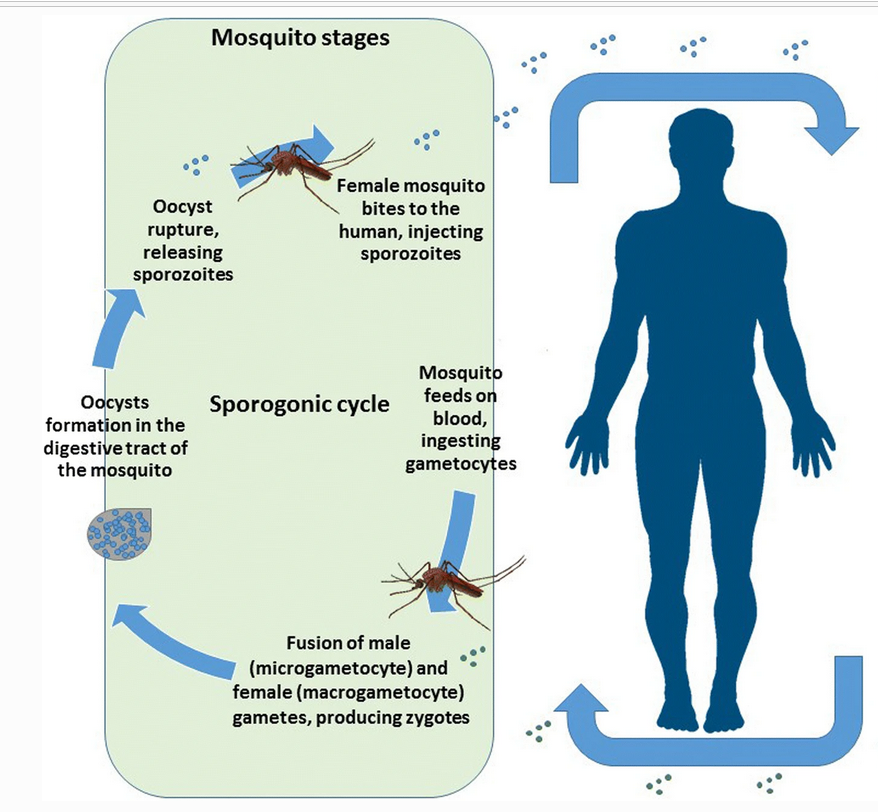 Mosquito stages
Oocyst
rupture,
releasing
sporozoites
Female mosquito
bites to the
human, injecting
sporozoites
Mosquito
feeds on
blood,
ingesting
gametocytes
Sporogonic cycle
Oocysts
formation in the
digestive tract of
the mosquito
Fusion of male
(microgametocyte) and
female (macrogametocyte)
gametes, producing zygotes